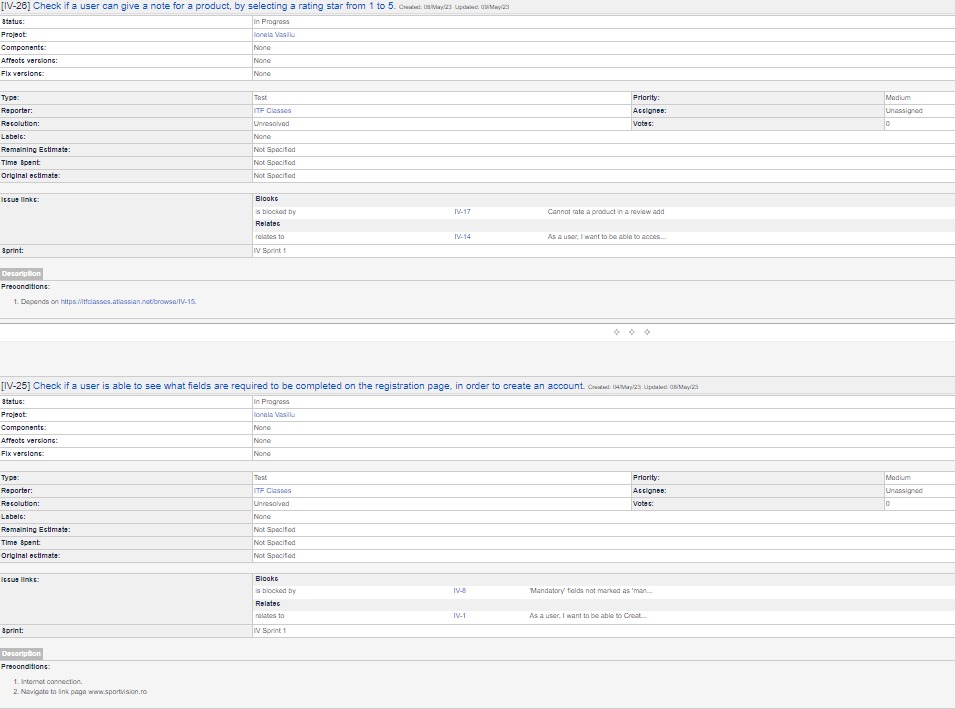 [IV-26] Check if a user can give a note for a product, by selecting a rating star from 1 to 5. Created: 08/May/23 Updated: 09/May/23
Status: In Progress
Project: Ionela Vasiliu
Components: None
Affects versions: None
Fix versions: None
Type: Test Priority: Medium
Reporter: ITF Classes Assignee: Unassigned
Resolution: Unresolved Votes: 0
Labels: None
Remaining Estimate: Not Specified
Time Spent: Not Specified
Original estimate: Not Specified
Issue links: Blocks
is blocked by IV-17 Cannot rate a product in a review add
Relates
relates to IV-14 As a user, I want to be able to acces...
Sprint: IV Sprint 1
Description
Preconditions:
1. Depends on https://itfclasses.atlassian.net/browse/IV-15.
[IV-25] Check if a user is able to see what fields are required to be completed on the registration page, in order to create an account. Created: 04/May/23 Updated: 08/May/23
Status: In Progress
Project: Ionela Vasiliu
Components: None
Affects versions: None
Fix versions: None
Type: Test Priority: Medium
Reporter: ITF Classes Assignee: Unassigned
Resolution: Unresolved Votes: 0
Labels: None
Remaining Estimate: Not Specified
Time Spent: Not Specified
Original estimate: Not Specified
Issue links: Blocks
is blocked by IV-8 'Mandatory' fields not marked as 'man...
Relates
relates to IV-1 As a user, I want to be able to Creat...
Sprint: IV Sprint 1
Description
Preconditions:
1. Internet connection.
2. Navigate to link page www.sportvision.ro